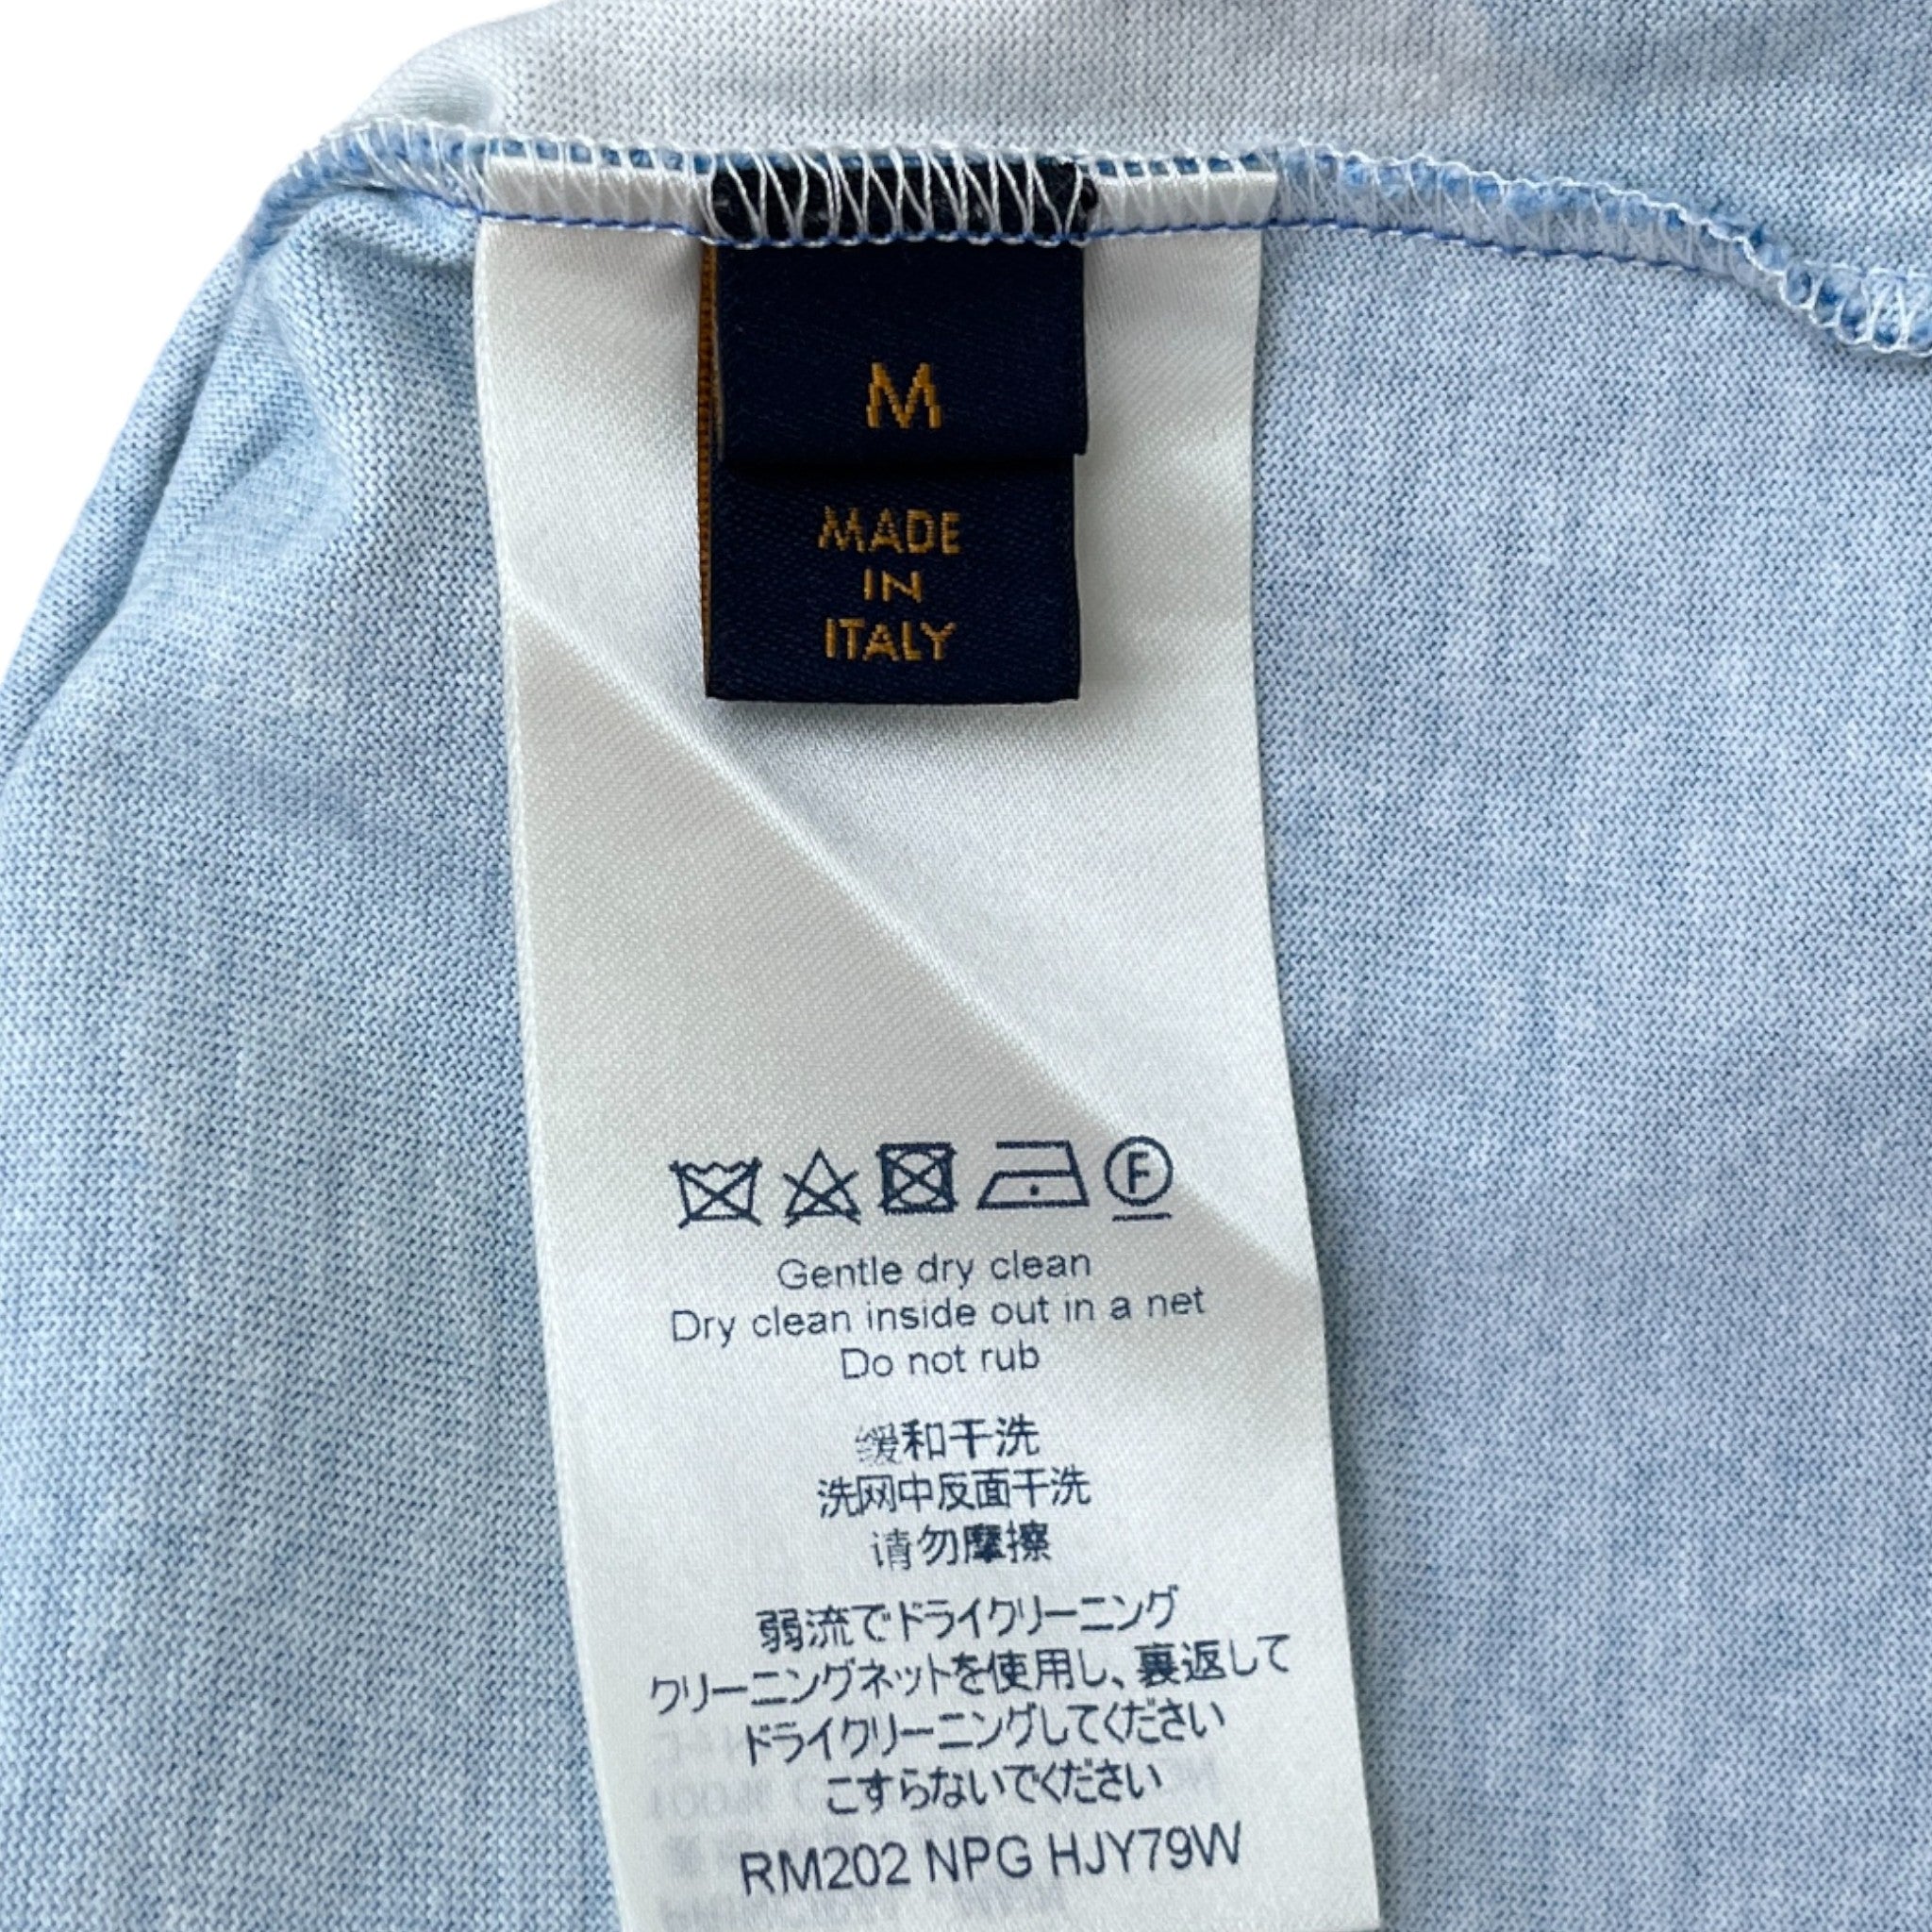 M
MADE
IN
ITALY
F
Gentle dry clean
Dry clean inside out in a net
Do not rub
缓和干洗
洗网中反面干洗
请勿摩擦
弱流でドライクリーニング
クリーニングネットを使用し、裏返して
ドライクリーニングしてください
こすらないでください
RM202 NPG HJY79W